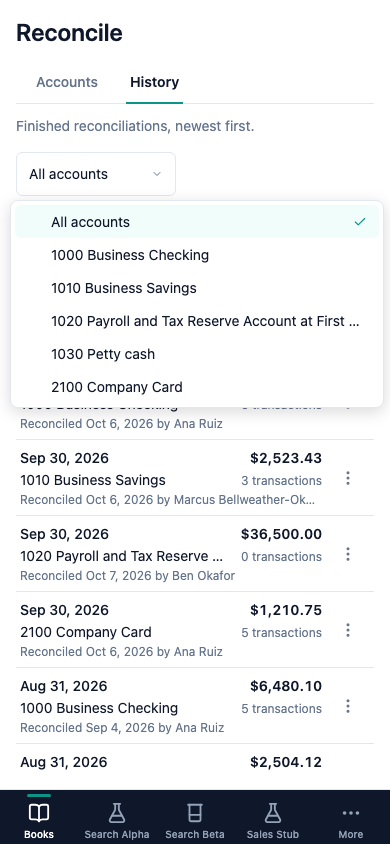 Reconcile
Accounts History
Finished reconciliations, newest first.
All accounts
All accounts
1000 Business Checking
1010 Business Savings
1020 Payroll and Tax Reserve Account at First ...
1030 Petty cash
2100 Company Card
1000 Business Checking transactions
Reconciled Oct 6, 2026 by Ana Ruiz
Sep 30, 2026 $2,523.43
1010 Business Savings 3 transactions
Reconciled Oct 6, 2026 by Marcus Bellweather-Ok...
Sep 30, 2026 $36,500.00
1020 Payroll and Tax Reserve ... 0 transactions
Reconciled Oct 7, 2026 by Ben Okafor
Sep 30, 2026 $1,210.75
2100 Company Card 5 transactions
Reconciled Oct 6, 2026 by Ana Ruiz
Aug 31, 2026 $6,480.10
1000 Business Checking 5 transactions
Reconciled Sep 4, 2026 by Ana Ruiz
Aug 31, 2026 $2,504.12
Books Search Alpha Search Beta Sales Stub More